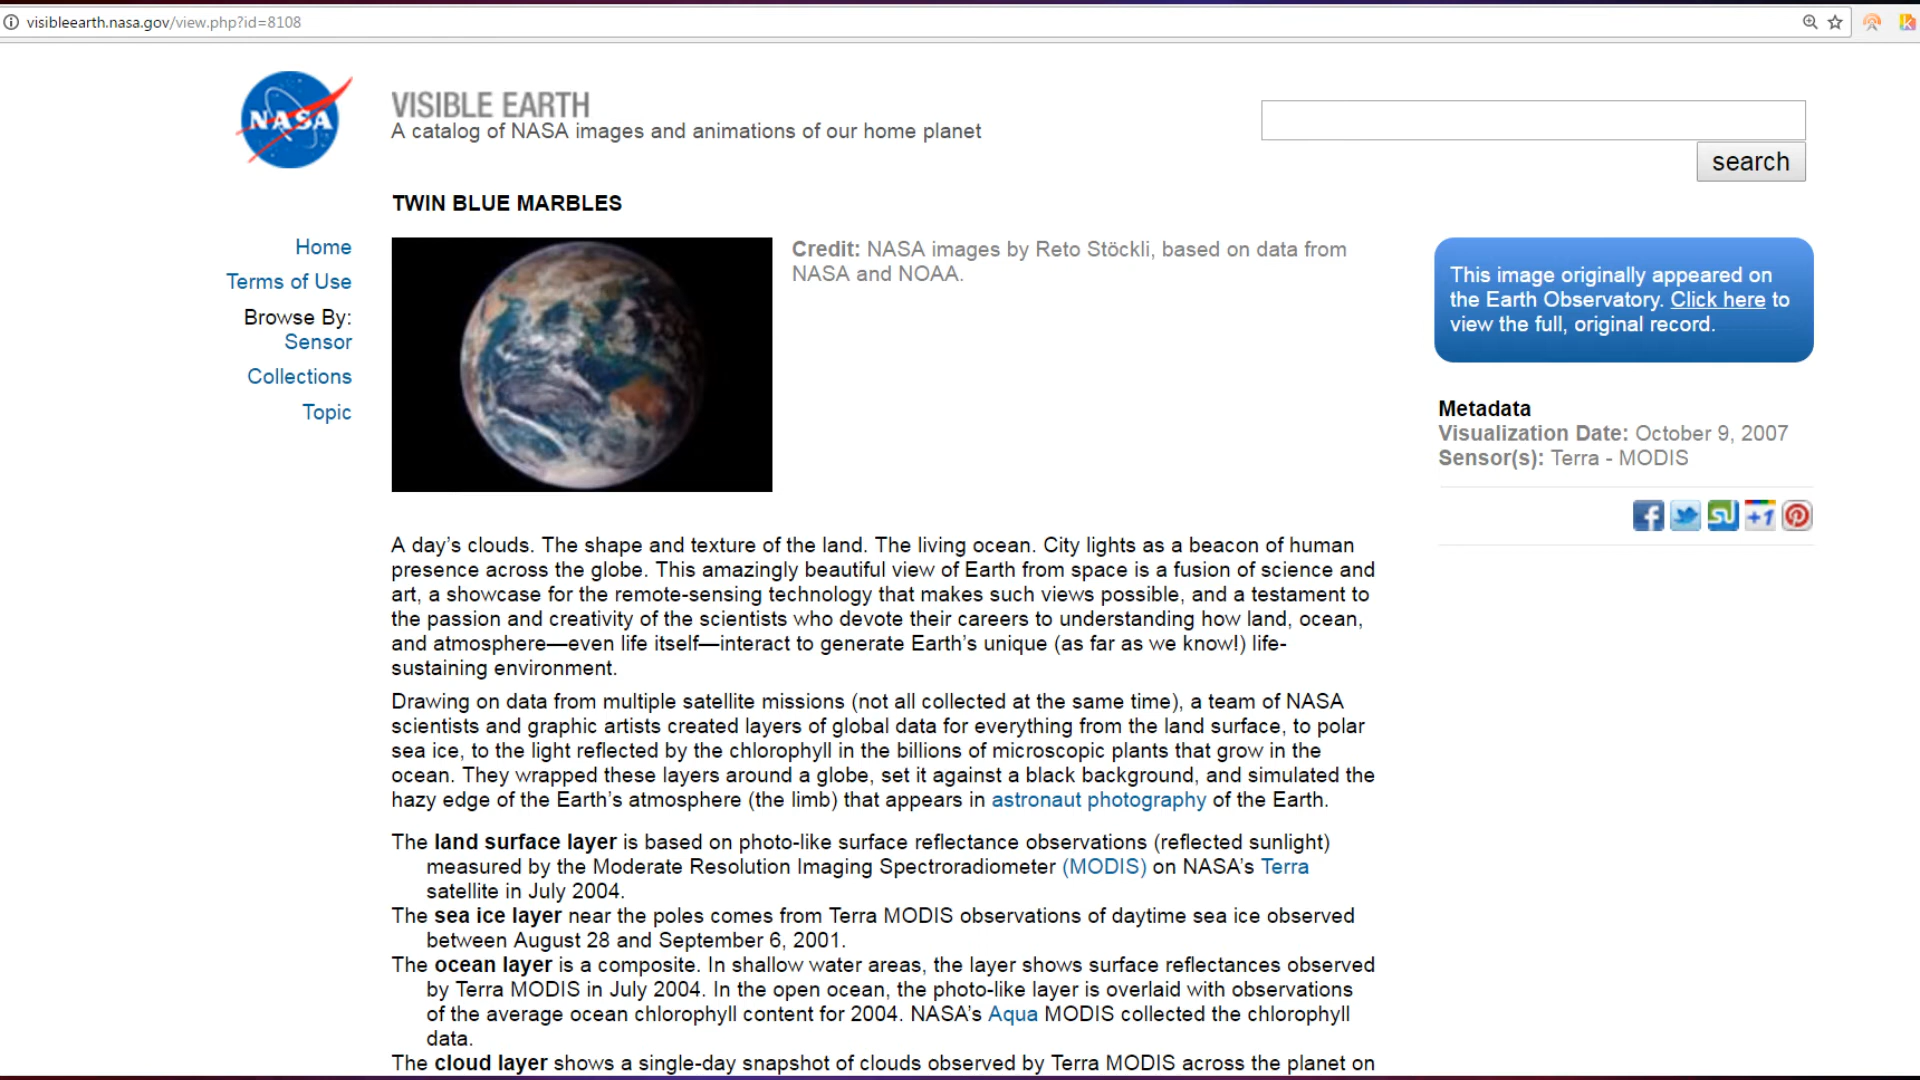 visibleearth.nasa.gov/view.php?id=8108
NASA
VISIBLE EARTH
A catalog of NASA images and animations of our home planet
search
TWIN BLUE MARBLES
Home
Terms of Use
Browse By:
Sensor
Collections
Topic
Credit: NASA images by Reto Stöckli, based on data from
NASA and NOAA.
This image originally appeared on
the Earth Observatory. Click here to
view the full, original record.
Metadata
Visualization Date: October 9, 2007
Sensor(s): Terra - MODIS
+1
A day’s clouds. The shape and texture of the land. The living ocean. City lights as a beacon of human
presence across the globe. This amazingly beautiful view of Earth from space is a fusion of science and
art, a showcase for the remote-sensing technology that makes such views possible, and a testament to
the passion and creativity of the scientists who devote their careers to understanding how land, ocean,
and atmosphere—even life itself—interact to generate Earth’s unique (as far as we know!) life-
sustaining environment.
Drawing on data from multiple satellite missions (not all collected at the same time), a team of NASA
scientists and graphic artists created layers of global data for everything from the land surface, to polar
sea ice, to the light reflected by the chlorophyll in the billions of microscopic plants that grow in the
ocean. They wrapped these layers around a globe, set it against a black background, and simulated the
hazy edge of the Earth’s atmosphere (the limb) that appears in astronaut photography of the Earth.
The land surface layer is based on photo-like surface reflectance observations (reflected sunlight)
measured by the Moderate Resolution Imaging Spectroradiometer (MODIS) on NASA’s Terra
satellite in July 2004.
The sea ice layer near the poles comes from Terra MODIS observations of daytime sea ice observed
between August 28 and September 6, 2001.
The ocean layer is a composite. In shallow water areas, the layer shows surface reflectances observed
by Terra MODIS in July 2004. In the open ocean, the photo-like layer is overlaid with observations
of the average ocean chlorophyll content for 2004. NASA’s Aqua MODIS collected the chlorophyll
data.
The cloud layer shows a single-day snapshot of clouds observed by Terra MODIS across the planet on